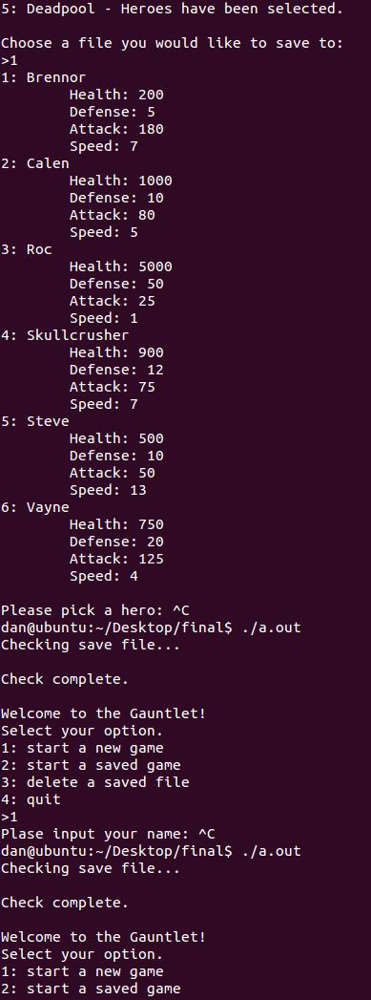 5: Deadpool - Heroes have been selected.
Choose a file you would like to save to:
>1
1: Brennor
Health: 200
Defense: 5
Attack: 180
Speed: 7
2: Calen
Health: 1000
Defense: 10
Attack: 80
Speed: 5
3: Roc
Health: 5000
Defense: 50
Attack: 25
Speed: 1
4: Skullcrusher
Health: 900
Defense: 12
Attack: 75
Speed: 7
5: Steve
Health: 500
Defense: 10
Attack: 50
Speed: 13
6: Vayne
Health: 750
Defense: 20
Attack: 125
Speed: 4
Please pick a hero: ^C
dan@ubuntu:~/Desktop/final$ ./a.out
Checking save file...
Check complete.
Welcome to the Gauntlet!
Select your option.
1: start a new game
2: start a saved game
3: delete a saved file
4: quit
>1
Plase input your name: ^C
dan@ubuntu:~/Desktop/final$ ./a.out
Checking save file...
Check complete.
Welcome to the Gauntlet!
Select your option.
1: start a new game
2: start a saved game